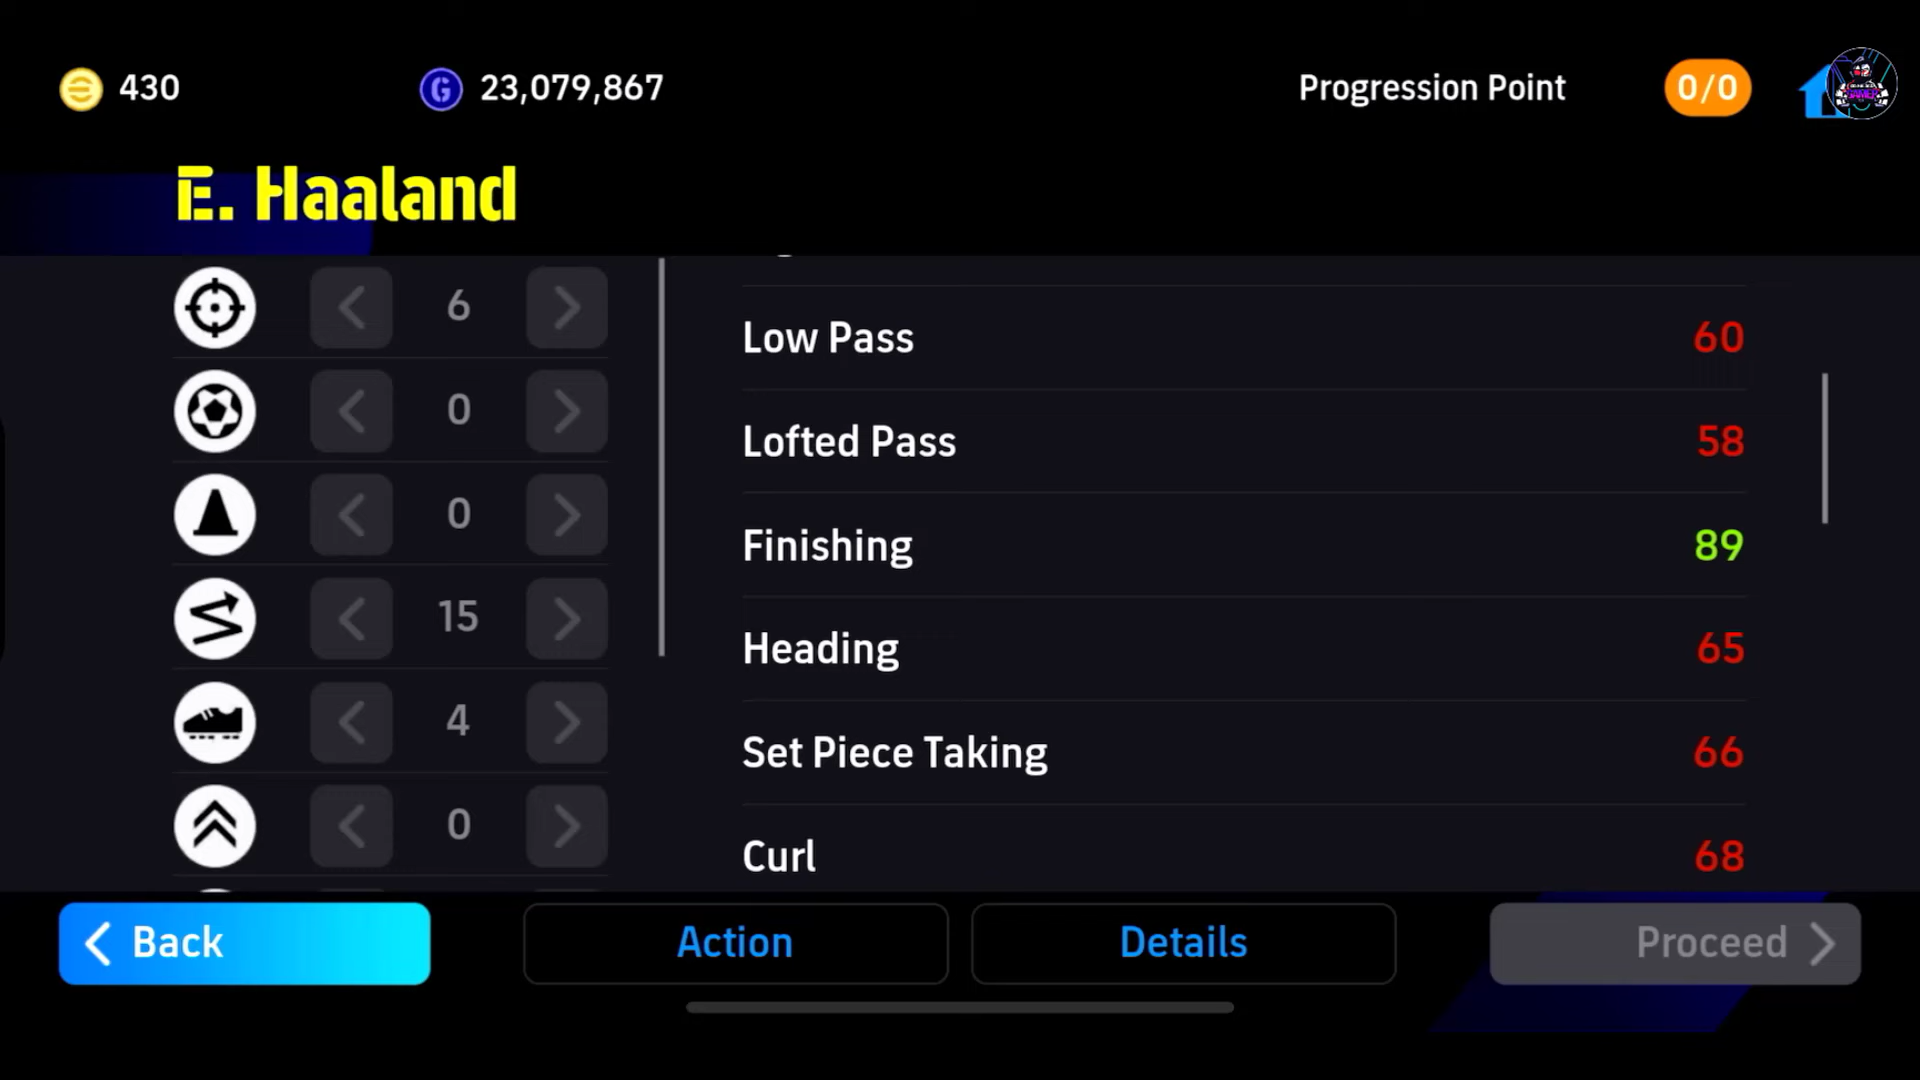 430
23,079,867
Progression Point
0/0
E. Haaland
6
Low Pass 60
0
Lofted Pass 58
0
Finishing 89
15
Heading 65
4
Set Piece Taking 66
0
Curl 68
Back
Action
Details
Proceed